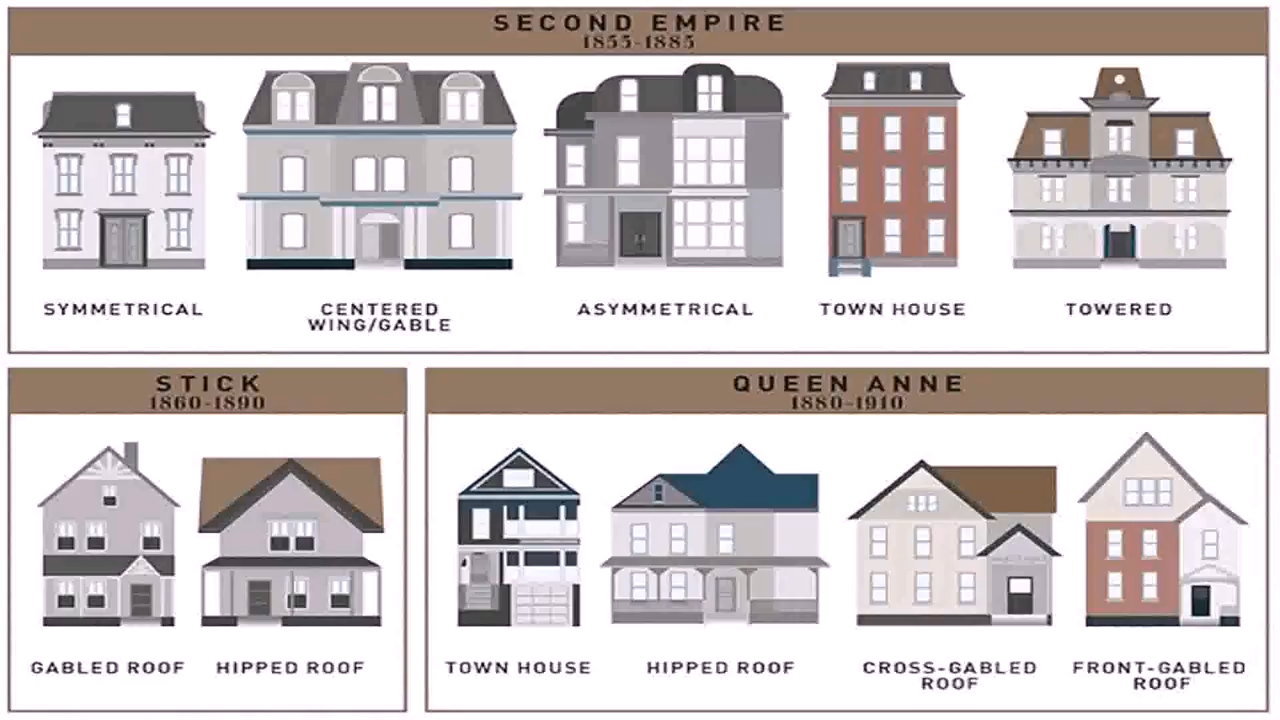 SECOND EMPIRE
1855-1885
SYMMETRICAL
CENTERED
WING/GABLE
ASYMMETRICAL
TOWN HOUSE
TOWERED
STICK
1860-1890
GABLED ROOF
HIPPED ROOF
QUEEN ANNE
1880-1910
TOWN HOUSE
HIPPED ROOF
CROSS-GABLED
ROOF
FRONT-GABLED
ROOF